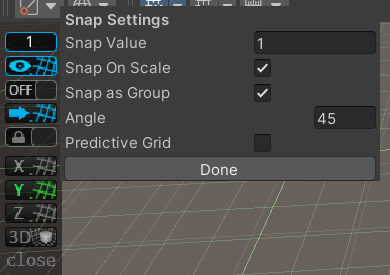 Snap Settings
1
Snap Value
1
Snap On Scale
Snap as Group
OFF
Angle
45
Predictive Grid
X
Done
Y
Z
3D
close